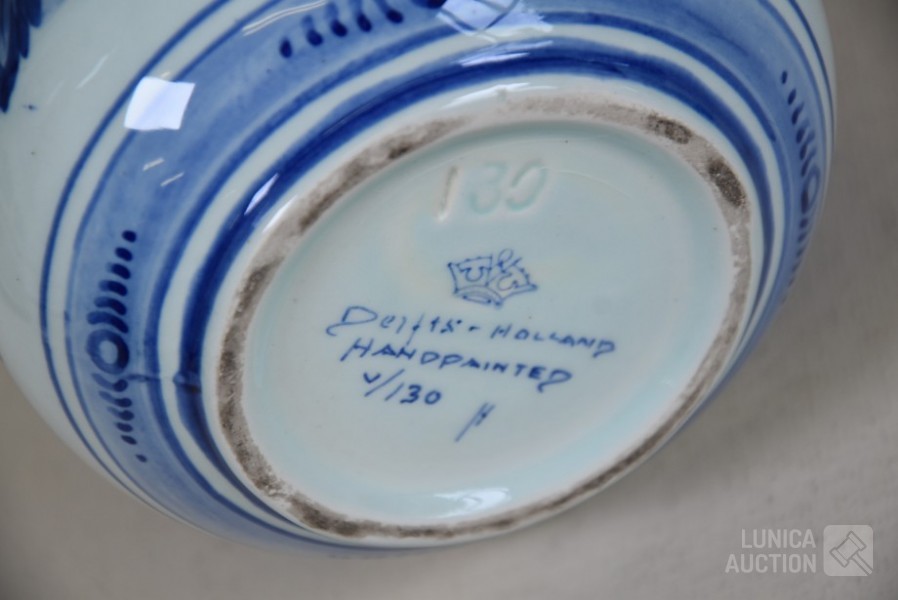 130
Delfts - HOLLAND
HANDPAINTED
V/130
H
LUNICA
AUCTION